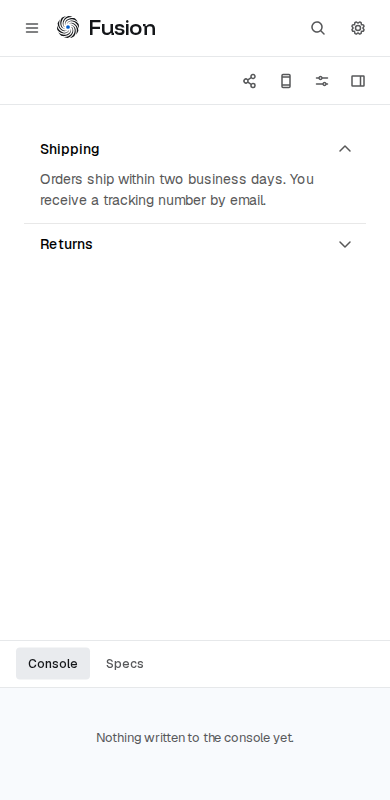 Fusion
Shipping
Orders ship within two business days. You
receive a tracking number by email.
Returns
Console
Specs
Nothing written to the console yet.